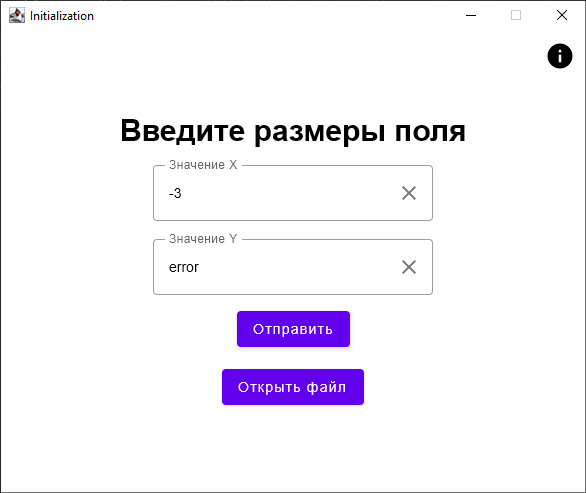 Initialization
Введите размеры поля
Значение X
-3
Значение Y
error
Отправить
Открыть файл